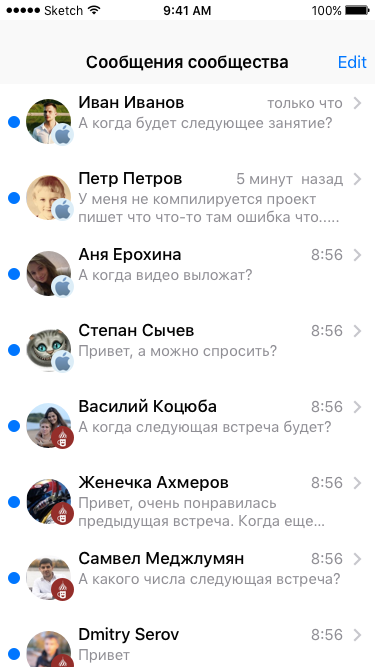 Sketch 9:41 AM 100%
Сообщения сообщества Edit
Иван Иванов только что
А когда будет следующее занятие?
Петр Петров 5 минут назад
У меня не компилируется проект
пишет что что-то там ошибка что.....
Аня Ерохина 8:56
А когда видео выложат?
Степан Сычев 8:56
Привет, а можно спросить?
Василий Коцюба 8:56
А когда следующая встреча будет?
Женечка Ахмеров 8:56
Привет, очень понравилась
предыдущая встреча. Когда еще...
Самвел Меджлумян 8:56
А какого числа следующая встреча?
Dmitry Serov 8:56
Привет